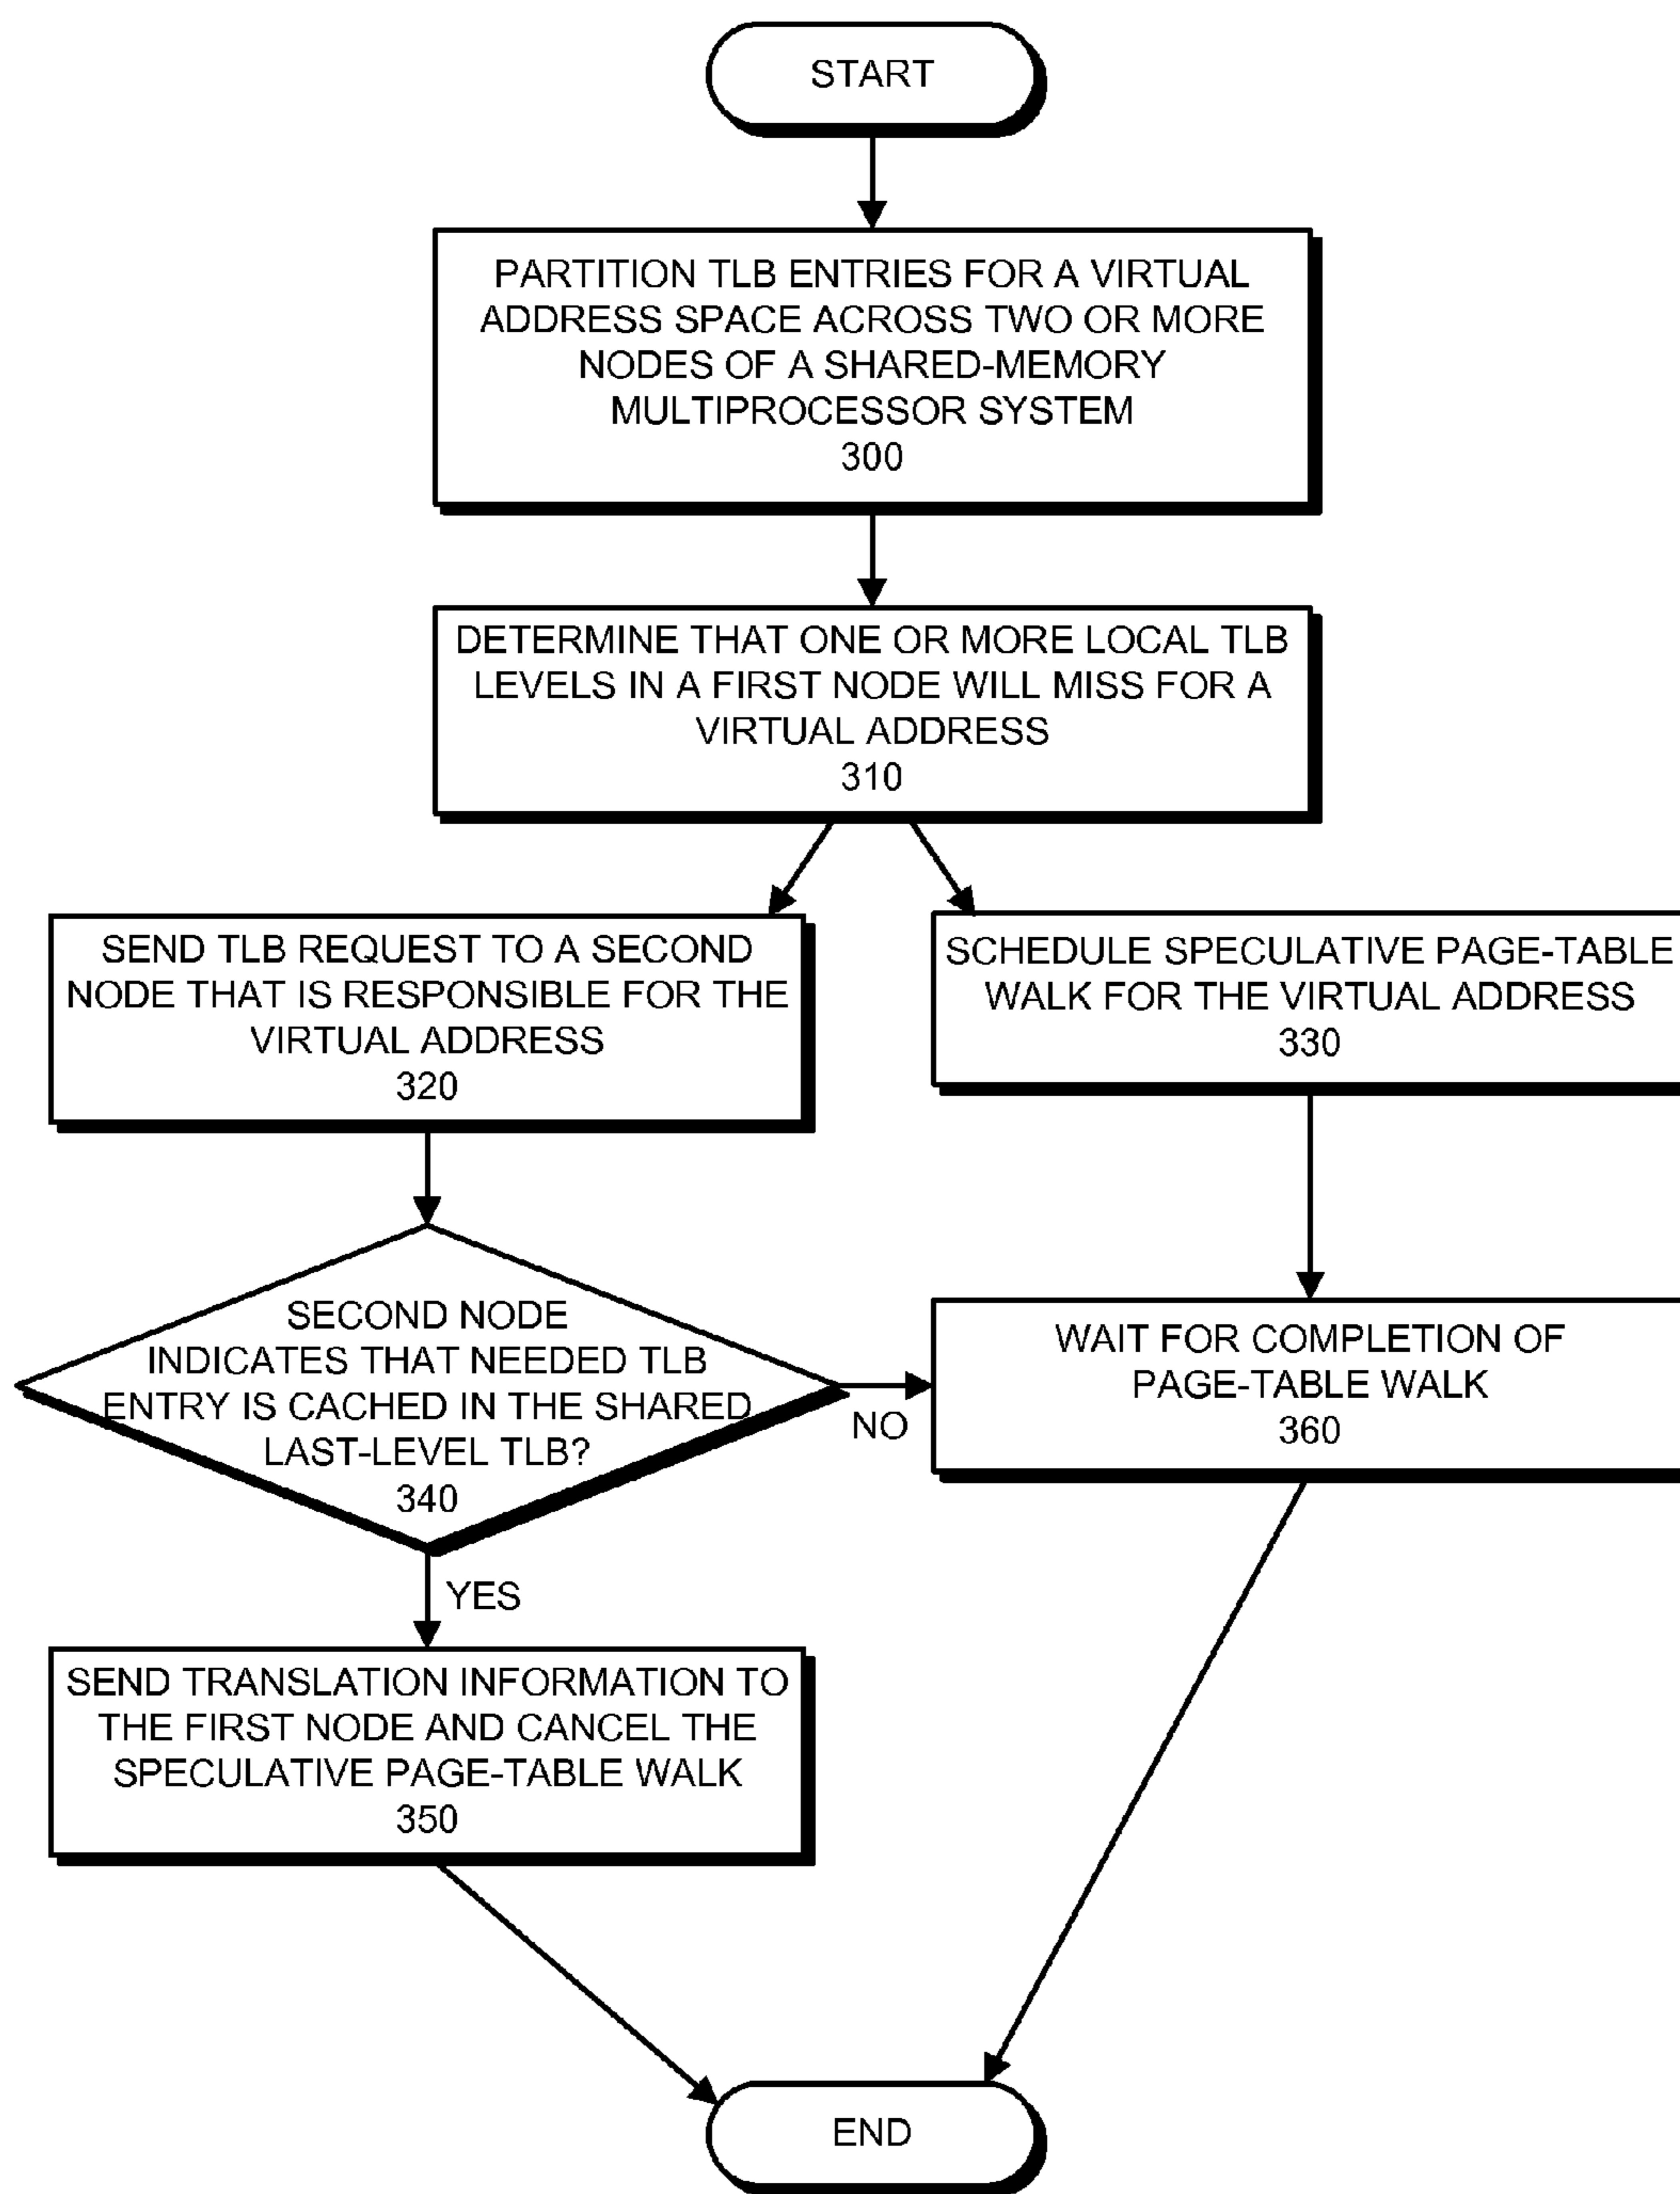 START
PARTITION TLB ENTRIES FOR A VIRTUAL
ADDRESS SPACE ACROSS TWO OR MORE
NODES OF A SHARED-MEMORY
MULTIPROCESSOR SYSTEM
300
DETERMINE THAT ONE OR MORE LOCAL TLB
LEVELS IN A FIRST NODE WILL MISS FOR A
VIRTUAL ADDRESS
310
SEND TLB REQUEST TO A SECOND
NODE THAT IS RESPONSIBLE FOR THE
VIRTUAL ADDRESS
320
SCHEDULE SPECULATIVE PAGE-TABLE
WALK FOR THE VIRTUAL ADDRESS
330
SECOND NODE
INDICATES THAT NEEDED TLB
ENTRY IS CACHED IN THE SHARED
LAST-LEVEL TLB?
340
NO
WAIT FOR COMPLETION OF
PAGE-TABLE WALK
360
YES
SEND TRANSLATION INFORMATION TO
THE FIRST NODE AND CANCEL THE
SPECULATIVE PAGE-TABLE WALK
350
END